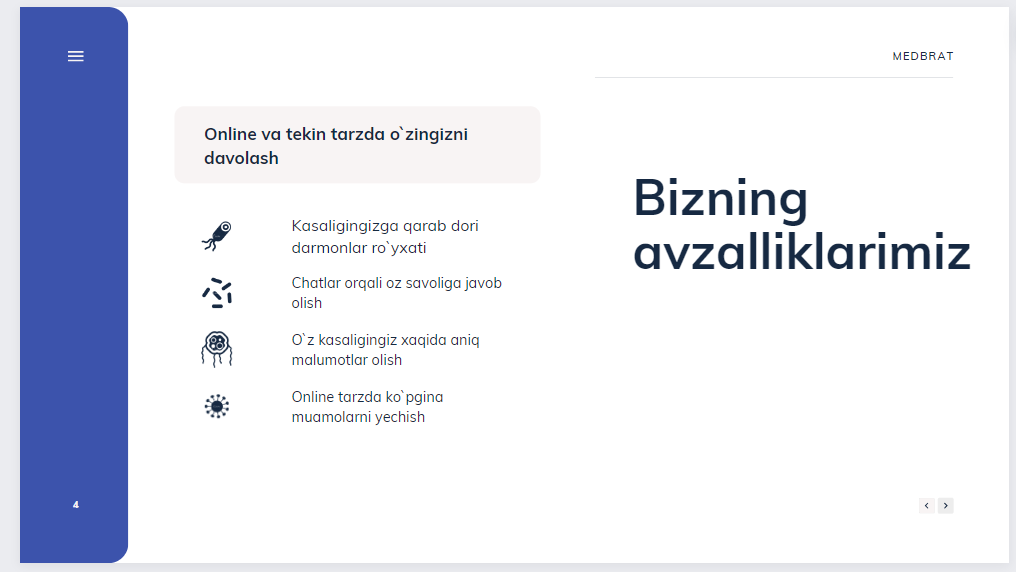 MEDBRAT
Online va tekin tarzda o`zingizni
davolash
Kasaligingizga qarab dori
darmonlar ro`yxati
Chatlar orqali oz savoliga javob
olish
O`z kasaligingiz xaqida aniq
malumotlar olish
Online tarzda ko`pgina
muamolarni yechish
Bizning
avzalliklarimiz
4